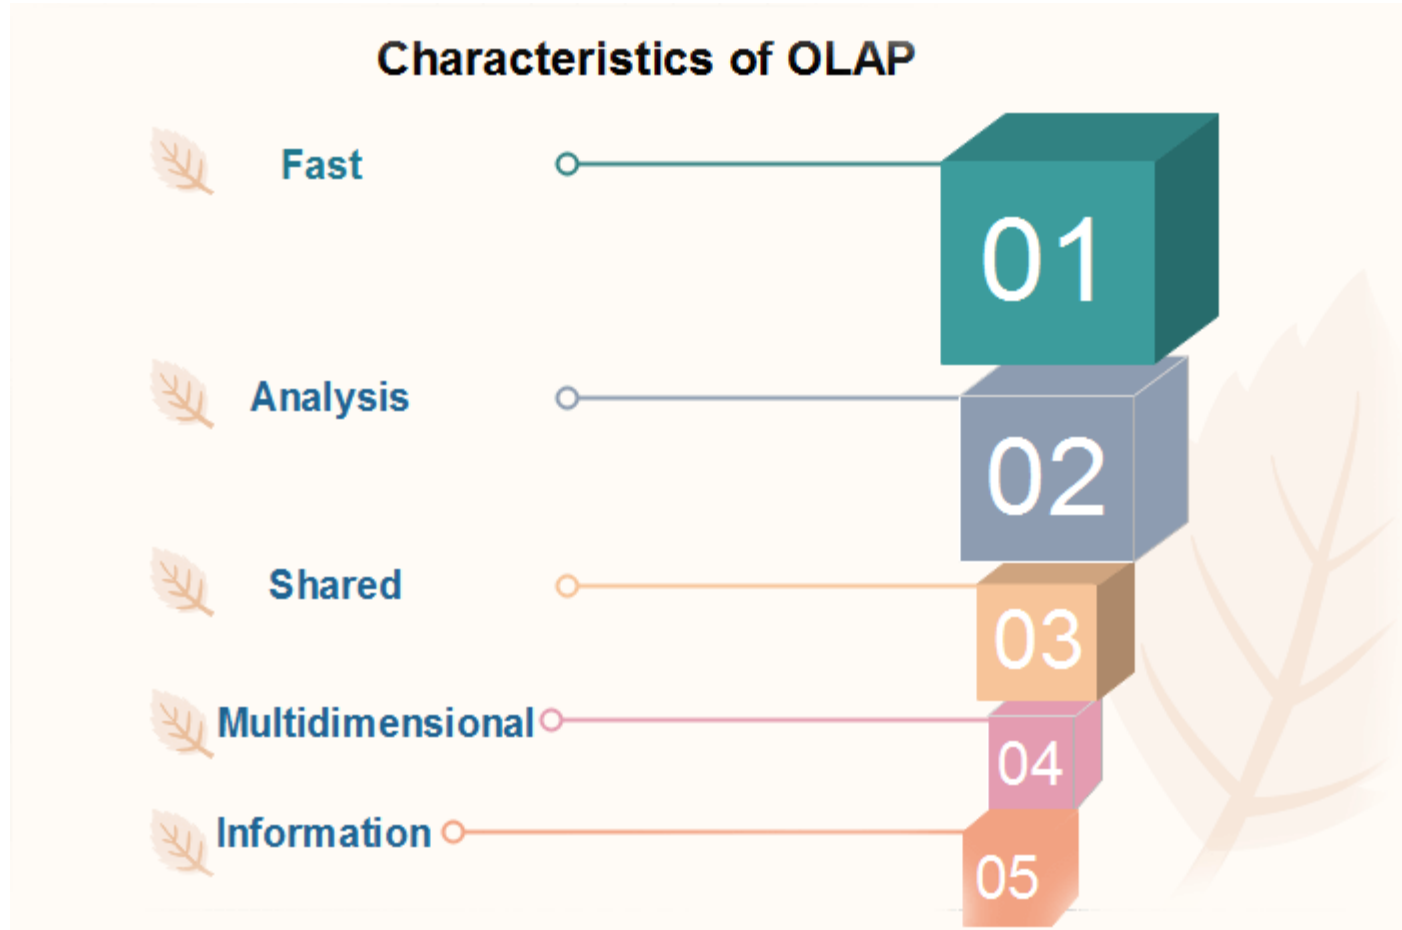 Characteristics of OLAP
Fast
01
Analysis
02
Shared
03
Multidimensional
04
Information
05